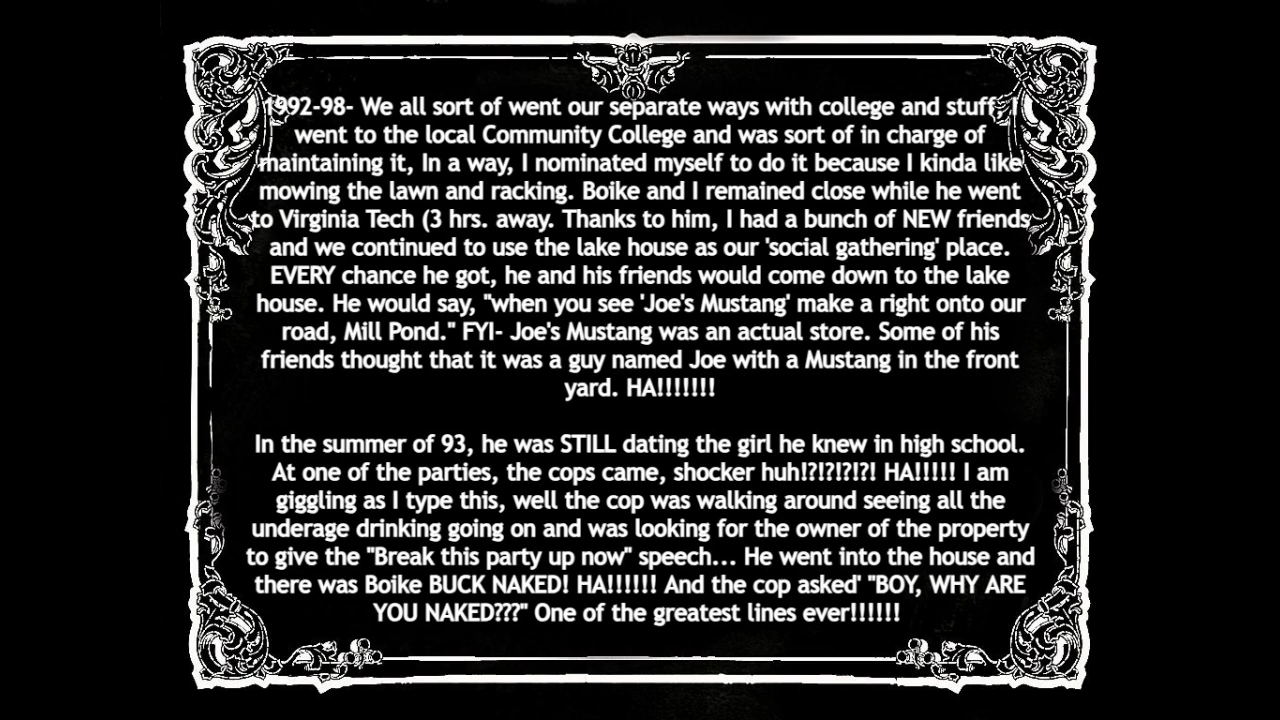 1992-98- We all sort of went our separate ways with college and stuff, I
went to the local Community College and was sort of in charge of
maintaining it, In a way, I nominated myself to do it because I kinda like
mowing the lawn and racking. Boike and I remained close while he went
to Virginia Tech (3 hrs. away. Thanks to him, I had a bunch of NEW friends
and we continued to use the lake house as our 'social gathering' place.
EVERY chance he got, he and his friends would come down to the lake
house. He would say, "when you see 'Joe's Mustang' make a right onto our
road, Mill Pond." FYI- Joe's Mustang was an actual store. Some of his
friends thought that it was a guy named Joe with a Mustang in the front
yard. HA!!!!!!!
In the summer of 93, he was STILL dating the girl he knew in high school.
At one of the parties, the cops came, shocker huh!?!?!?!?! HA!!!!! I am
giggling as I type this, well the cop was walking around seeing all the
underage drinking going on and was looking for the owner of the property
to give the "Break this party up now" speech... He went into the house and
there was Boike BUCK NAKED! HA!!!!!! And the cop asked' "BOY, WHY ARE
YOU NAKED???" One of the greatest lines ever!!!!!!